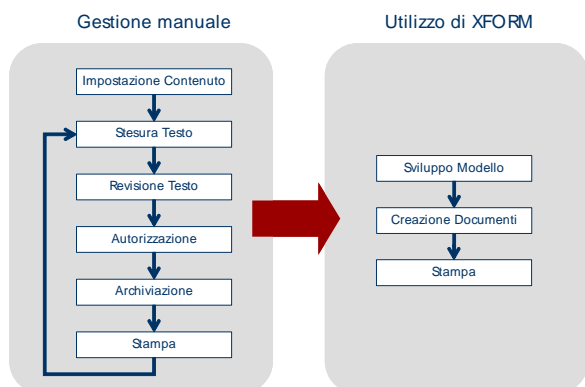 Gestione manuale
Impostazione Contenuto
Stesura Testo
Revisione Testo
Autorizzazione
Archiviazione
Stampa
Utilizzo di XFORM
Sviluppo Modello
Creazione Documenti
Stampa